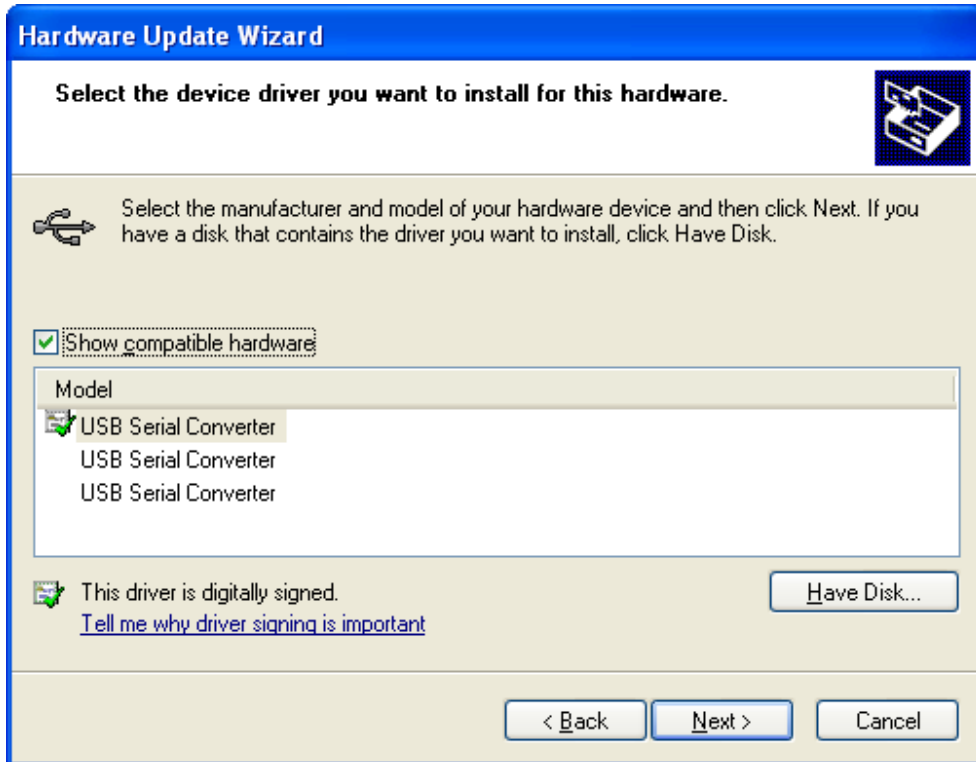 Hardware Update Wizard
Select the device driver you want to install for this hardware.
Select the manufacturer and model of your hardware device and then click Next. If you
have a disk that contains the driver you want to install, click Have Disk.
Show compatible hardware
Model
USB Serial Converter
USB Serial Converter
USB Serial Converter
This driver is digitally signed.
Have Disk...
Tell me why driver signing is important
< Back
Next >
Cancel